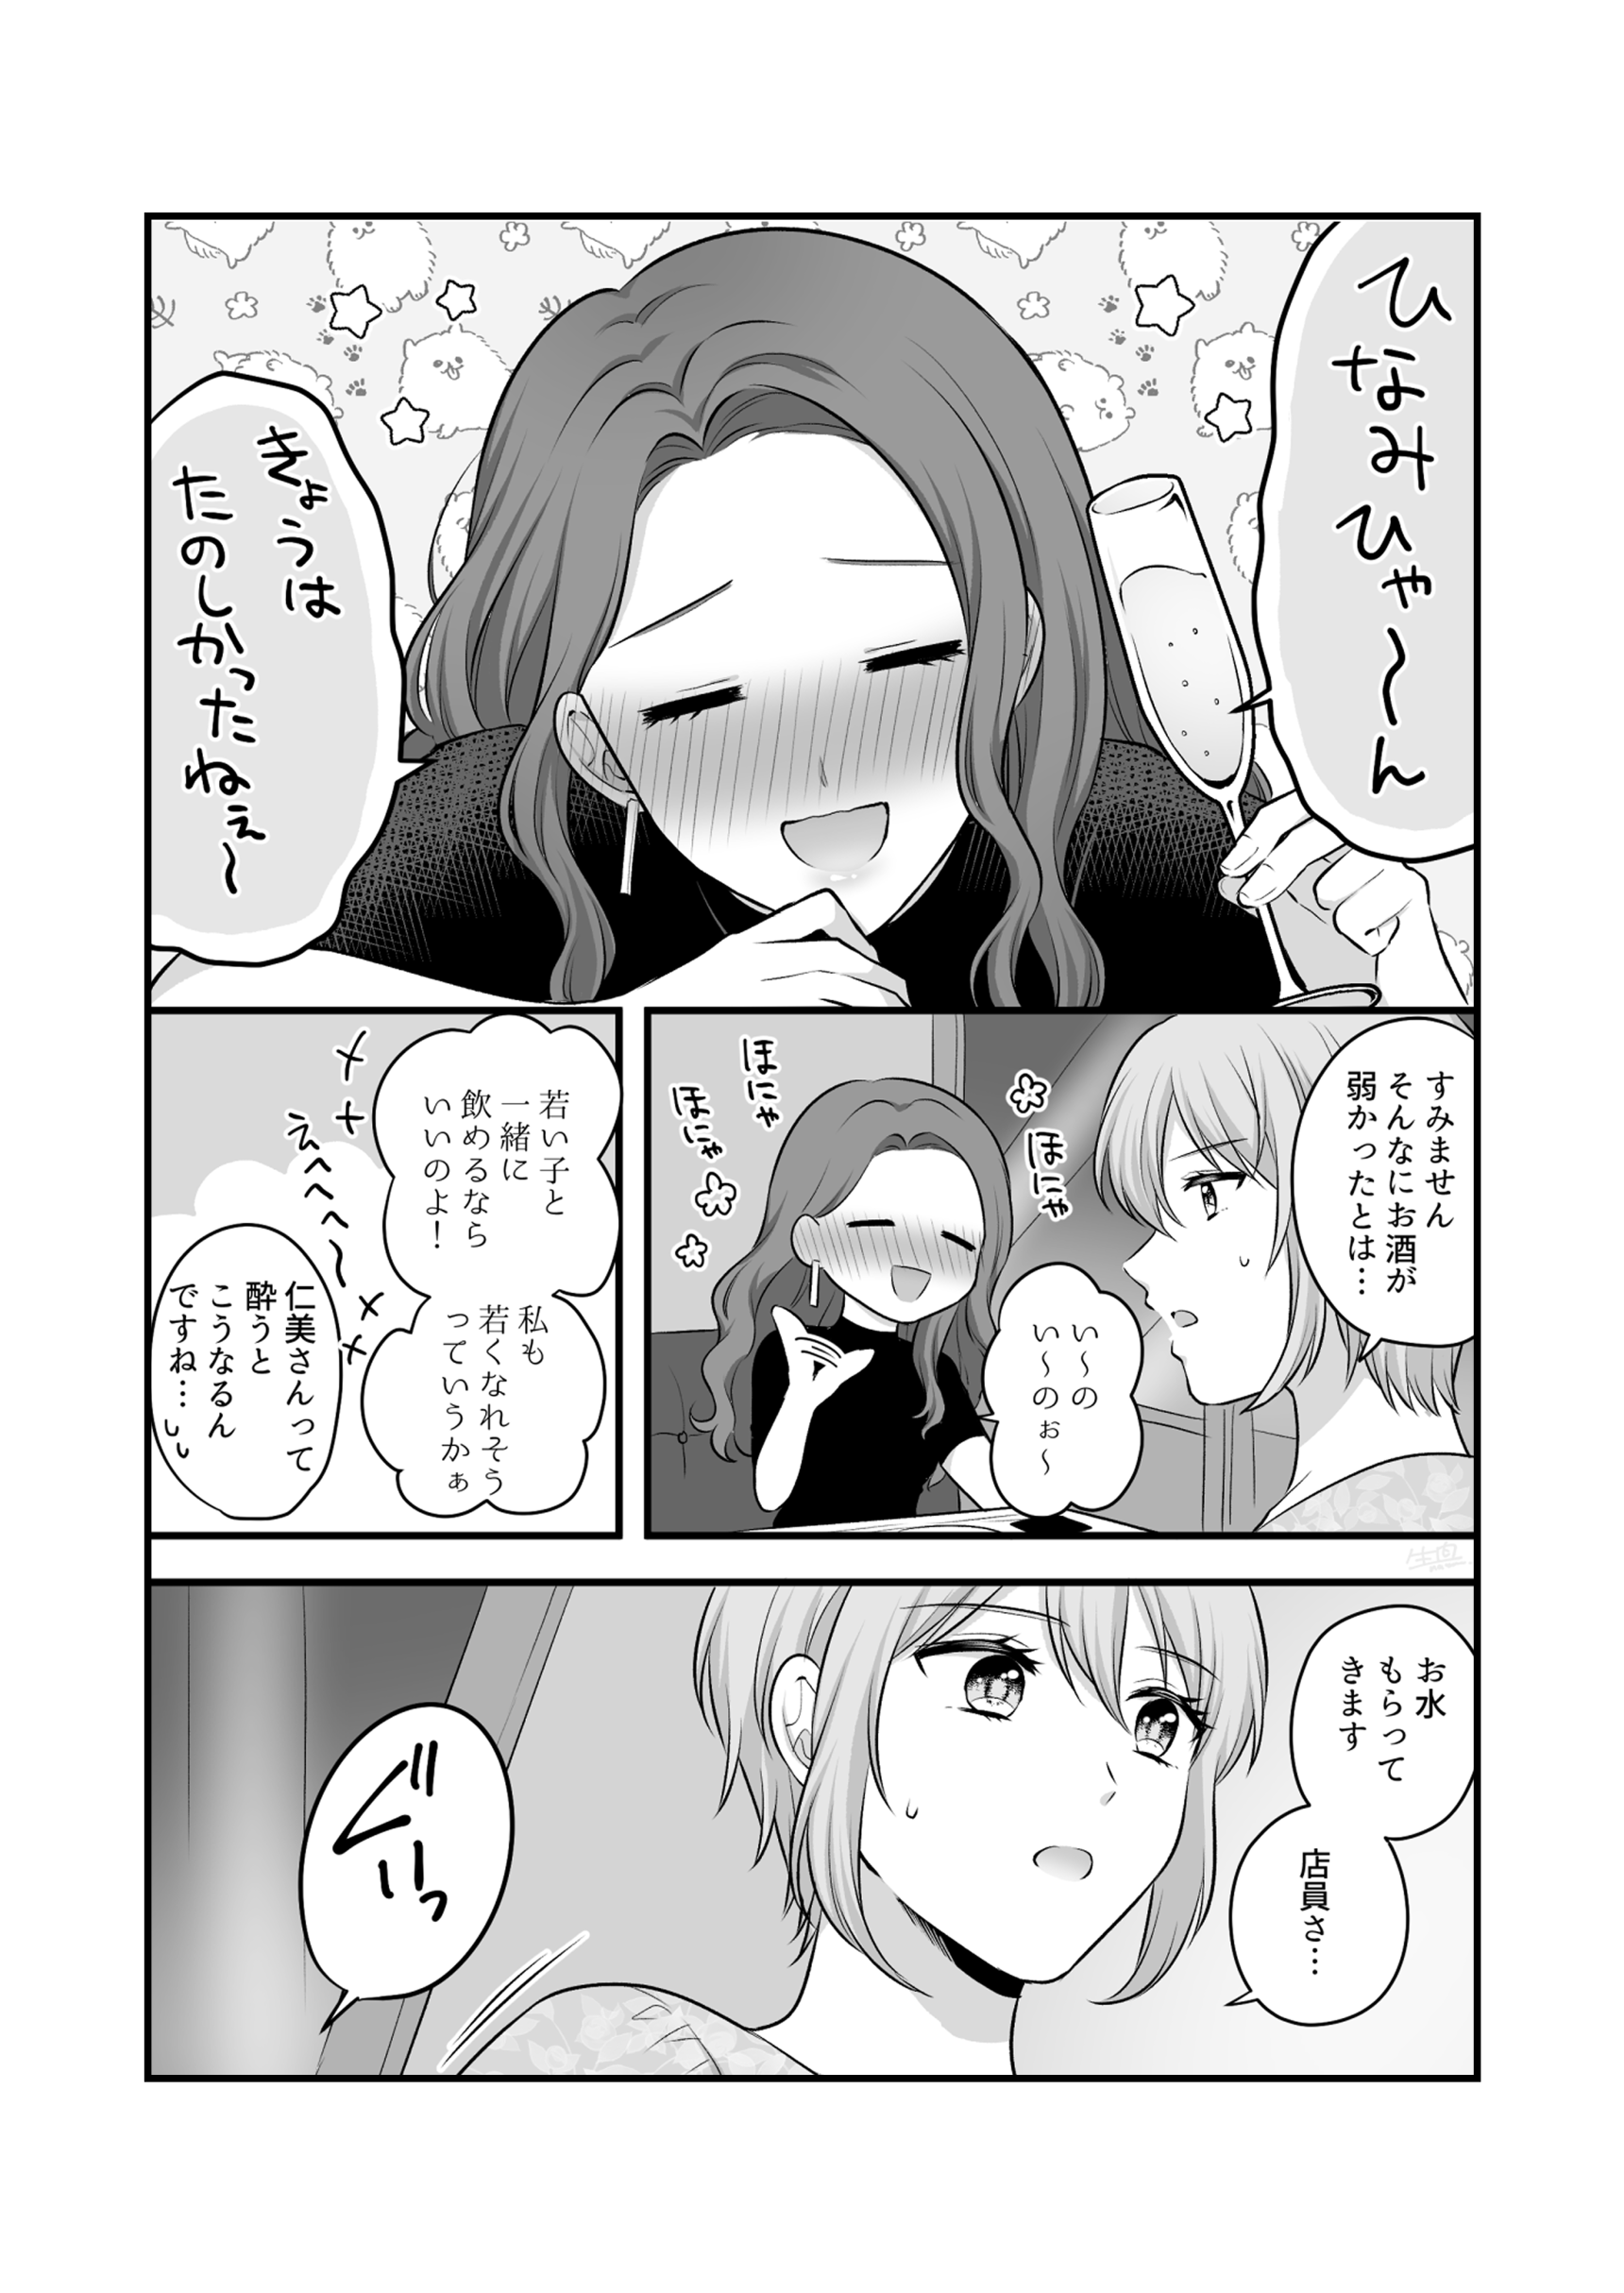 ひなみひゃ～ん
きょうは
たのしかったねぇ～
すみません
そんなにお酒が
弱かったとは…
ほにゃ
ほにゃ
ほにゃ
い～の
い～のぉ～
若い子と
一緒に
飲めるなら
いいのよ！
私も
若くなれそう
っていうかぁ
えへへへ～
仁美さんって
酔うと
こうなるん
ですね…
お水
もらって
きます
店員さ…
ぐいっ